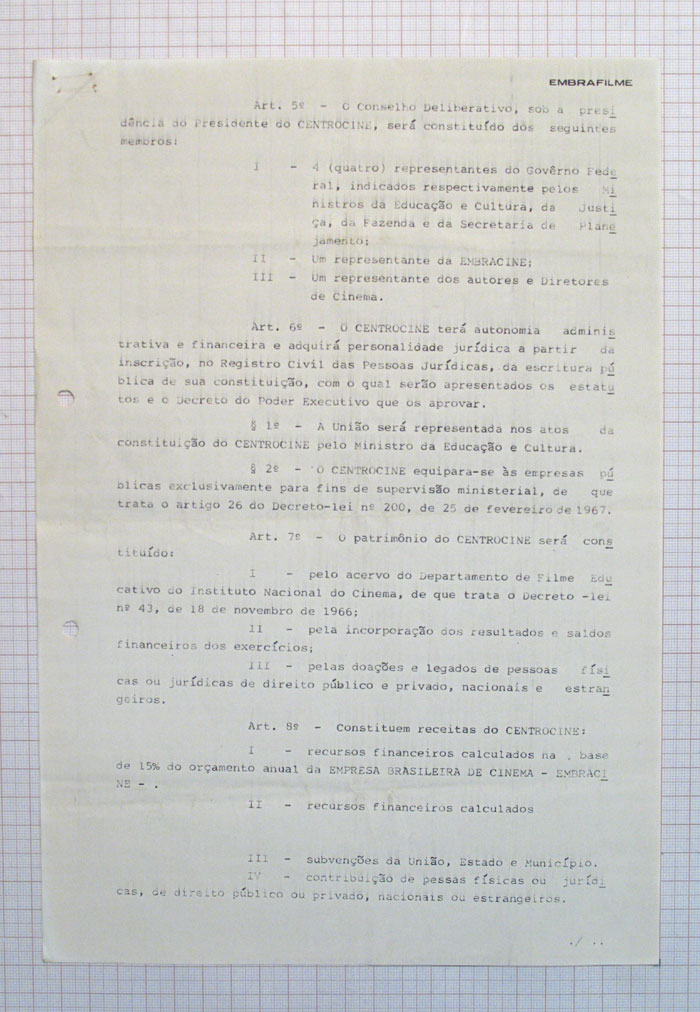 EMBRAFILME
Art. 5º - O Conselho Deliberativo, sob a presi
dência do Presidente do CENTROCINE, será constituído dos seguintes
membros:
I - 4 (quatro) representantes do Govêrno Fede
ral, indicados respectivamente pelos Mi
nistros da Educação e Cultura, da Justi
ça, da Fazenda e da Secretaria de Plane
jamento;
II - Um representante da EMBRACINE;
III - Um representante dos autores e Diretores
de Cinema.
Art. 6º - O CENTROCINE terá autonomia adminis
trativa e financeira e adquirá personalidade jurídica a partir da
inscrição, no Registro Civil das Pessoas Jurídicas, da escritura pú
blica de sua constituição, com o qual serão apresentados os estatu
tos e o Decreto do Poder Executivo que os aprovar.
§ 1º - A União será representada nos atos da
constituição do CENTROCINE pelo Ministro da Educação e Cultura.
§ 2º - O CENTROCINE equipara-se às empresas pú
blicas exclusivamente para fins de supervisão ministerial, de que
trata o artigo 26 do Decreto-lei nº 200, de 25 de fevereiro de 1967.
Art. 7º - O patrimônio do CENTROCINE será cons
tituído:
I - pelo acervo do Departamento de Filme Edu
cativo do Instituto Nacional do Cinema, de que trata o Decreto -lei
nº 43, de 18 de novembro de 1966;
II - pela incorporação dos resultados e saldos
financeiros dos exercícios;
III - pelas doações e legados de pessoas físi
cas ou jurídicas de direito público e privado, nacionais e estran
geiros.
Art. 8º - Constituem receitas do CENTROCINE:
I - recursos financeiros calculados na . base
de 15% do orçamento anual da EMPRESA BRASILEIRA DE CINEMA - EMBRACI
NE - .
II - recursos financeiros calculados
III - subvenções da União, Estado e Município.
IV - contribuição de pessas físicas ou jurídi
cas, de direito público ou privado, nacionais ou estrangeiros.
./ ..